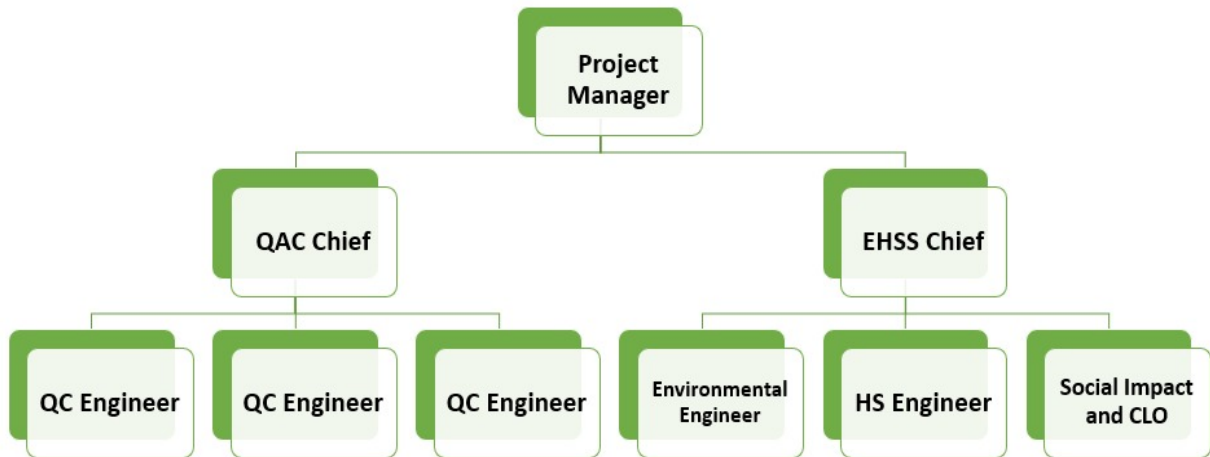 Project
Manager
QAC Chief
EHSS Chief
QC Engineer
QC Engineer
QC Engineer
Environmental
Engineer
HS Engineer
Social Impact
and CLO